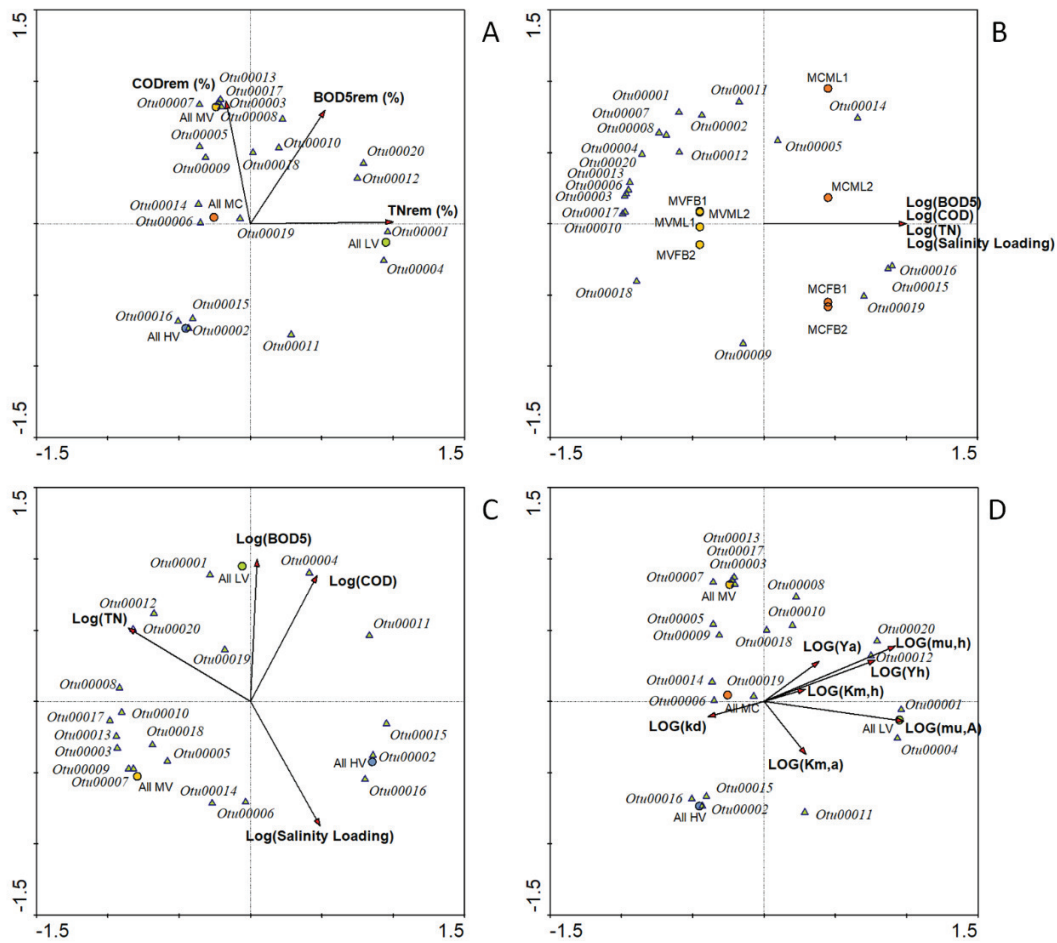 1.5
A
CODrem (%)
Otu00013
Otu00017
Otu00007
Otu00003
BOD5rem (%)
All MV
Otu00008
Otu00005
Otu00010
Otu00009
Otu00018
Otu00020
Otu00012
Otu00014
All MC
TNrem (%)
Otu00006
Otu00019
Otu00001
All LV
Otu00004
Otu00015
Otu00016
Otu00002
All HV
Otu00011
-1.5
-1.5
1.5
1.5
B
MCML1
Otu00011
Otu00001
Otu00014
Otu00007
Otu00008
Otu00002
Otu00005
Otu00004
Otu00012
Otu00020
Otu00013
Otu00006
MCML2
Otu00003
MVFB1
Log(BOD5)
Otu00017
MVML2
Log(COD)
Otu00010
MVML1
Log(TN)
MVFB2
Log(Salinity Loading)
Otu00016
Otu00018
Otu00015
MCFB1
Otu00019
MCFB2
Otu00009
-1.5
-1.5
1.5
1.5
C
Log(BOD5)
Otu00001
All LV
Otu00004
Log(COD)
Otu00012
Log(TN)
Otu00020
Otu00011
Otu00019
Otu00008
Otu00017
Otu00010
Otu00013
Otu00018
Otu00015
Otu00003
Otu00005
Otu00002
Otu00009
All HV
Otu00007
All MV
Otu00014
Otu00016
Otu00006
Log(Salinity Loading)
-1.5
-1.5
1.5
1.5
D
Otu00013
Otu00017
Otu00003
Otu00007
Otu00008
All MV
Otu00005
Otu00010
Otu00009
Otu00018
Otu00020
LOG(mu,h)
LOG(Ya)
Otu00012
LOG(Yh)
Otu00014
Otu00019
LOG(Km,h)
Otu00006
All MC
Otu00001
LOG(kd)
All LV
LOG(mu,A)
Otu00004
LOG(Km,a)
Otu00015
Otu00016
Otu00002
All HV
Otu00011
-1.5
-1.5
1.5